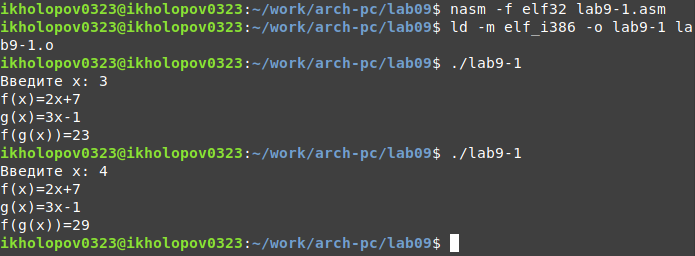 ikholopov0323@ikholopov0323:~/work/arch-pc/lab09$ nasm -f elf32 lab9-1.asm
ikholopov0323@ikholopov0323:~/work/arch-pc/lab09$ ld -m elf_i386 -o lab9-1 la
b9-1.o
ikholopov0323@ikholopov0323:~/work/arch-pc/lab09$ ./lab9-1
Введите x: 3
f(x)=2x+7
g(x)=3x-1
f(g(x))=23
ikholopov0323@ikholopov0323:~/work/arch-pc/lab09$ ./lab9-1
Введите x: 4
f(x)=2x+7
g(x)=3x-1
f(g(x))=29
ikholopov0323@ikholopov0323:~/work/arch-pc/lab09$